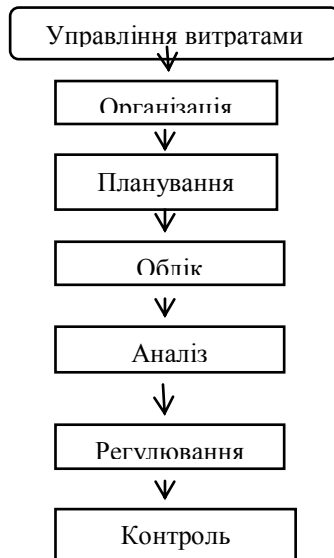 Управління витратами
Організація
Планування
Облік
Аналіз
Регулювання
Контроль